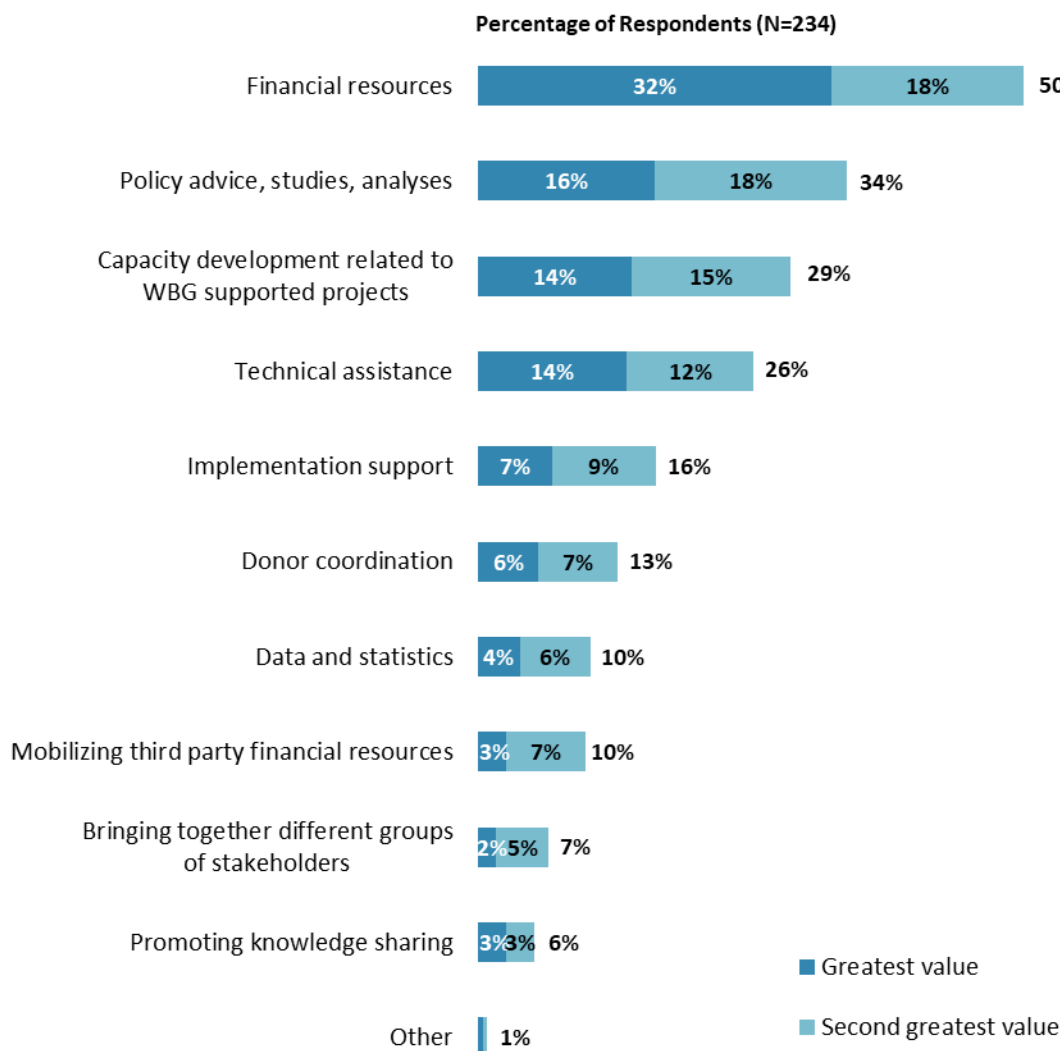 Percentage of Respondents (N=234)
Financial resources 32% 18% 50
Policy advice, studies, analyses 16% 18% 34%
Capacity development related to
WBG supported projects 14% 15% 29%
Technical assistance 14% 12% 26%
Implementation support 7% 9% 16%
Donor coordination 6% 7% 13%
Data and statistics 4% 6% 10%
Mobilizing third party financial resources 3% 7% 10%
Bringing together different groups
of stakeholders 2% 5% 7%
Promoting knowledge sharing 3% 3% 6%
Other 1%
Greatest value
Second greatest value